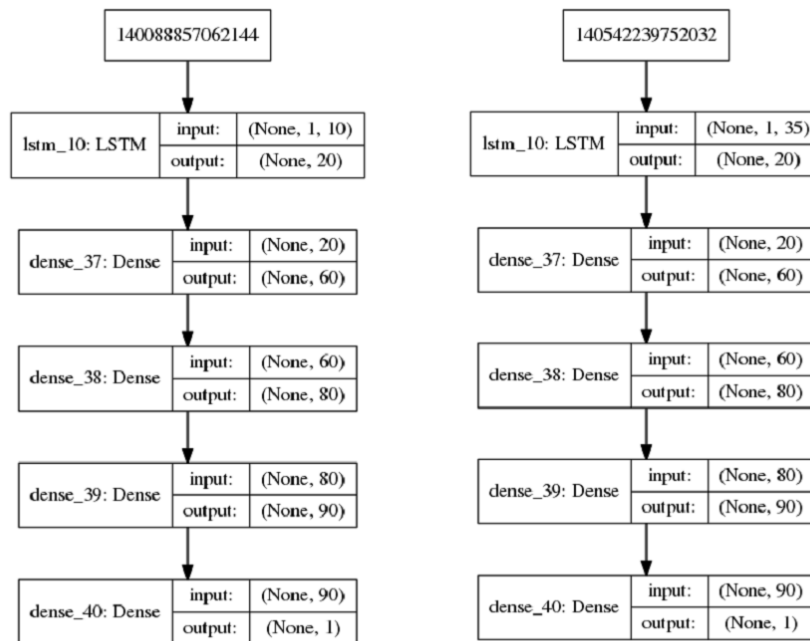 140088857062144
lstm_10: LSTM
input:
(None, 1, 10)
output:
(None, 20)
dense_37: Dense
input:
(None, 20)
output:
(None, 60)
dense_38: Dense
input:
(None, 60)
output:
(None, 80)
dense_39: Dense
input:
(None, 80)
output:
(None, 90)
dense_40: Dense
input:
(None, 90)
output:
(None, 1)
140542239752032
lstm_10: LSTM
input:
(None, 1, 35)
output:
(None, 20)
dense_37: Dense
input:
(None, 20)
output:
(None, 60)
dense_38: Dense
input:
(None, 60)
output:
(None, 80)
dense_39: Dense
input:
(None, 80)
output:
(None, 90)
dense_40: Dense
input:
(None, 90)
output:
(None, 1)